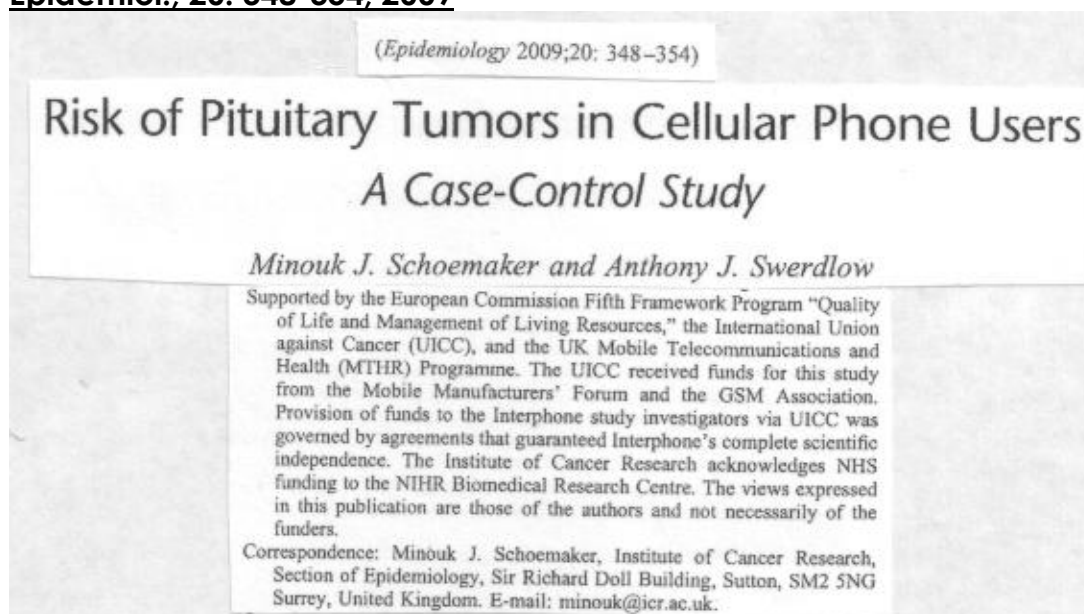 Epidemiol., 20: 348-354, 2009
(Epidemiology 2009;20: 348–354)
Risk of Pituitary Tumors in Cellular Phone Users
A Case-Control Study
Minouk J. Schoemaker and Anthony J. Swerdlow
Supported by the European Commission Fifth Framework Program “Quality
of Life and Management of Living Resources,” the International Union
against Cancer (UICC), and the UK Mobile Telecommunications and
Health (MTHR) Programme. The UICC received funds for this study
from the Mobile Manufacturers’ Forum and the GSM Association.
Provision of funds to the Interphone study investigators via UICC was
governed by agreements that guaranteed Interphone’s complete scientific
independence. The Institute of Cancer Research acknowledges NHS
funding to the NIHR Biomedical Research Centre. The views expressed
in this publication are those of the authors and not necessarily of the
funders.
Correspondence: Minouk J. Schoemaker, Institute of Cancer Research,
Section of Epidemiology, Sir Richard Doll Building, Sutton, SM2 5NG
Surrey, United Kingdom. E-mail: minouk@icr.ac.uk.